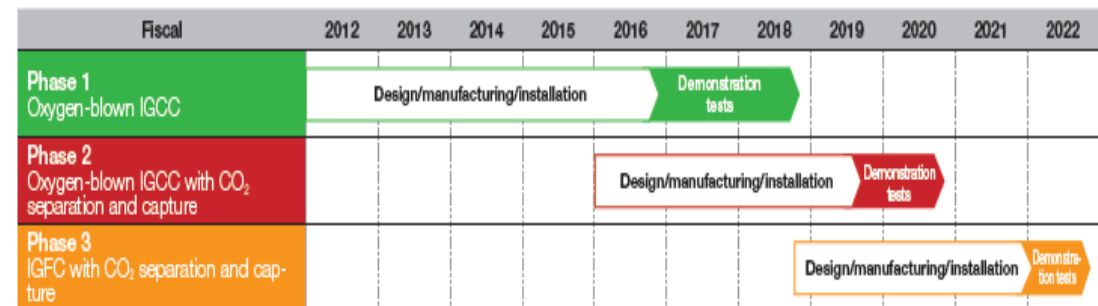 Fiscal 2012 2013 2014 2015 2016 2017 2018 2019 2020 2021 2022
Phase 1
Oxygen-blown IGCC
Design/manufacturing/installation
Demonstration
tests
Phase 2
Oxygen-blown IGCC with CO₂
separation and capture
Design/manufacturing/installation
Demonstration
tests
Phase 3
IGFC with CO₂ separation and cap-
ture
Design/manufacturing/installation
Demonstra-
tion tests